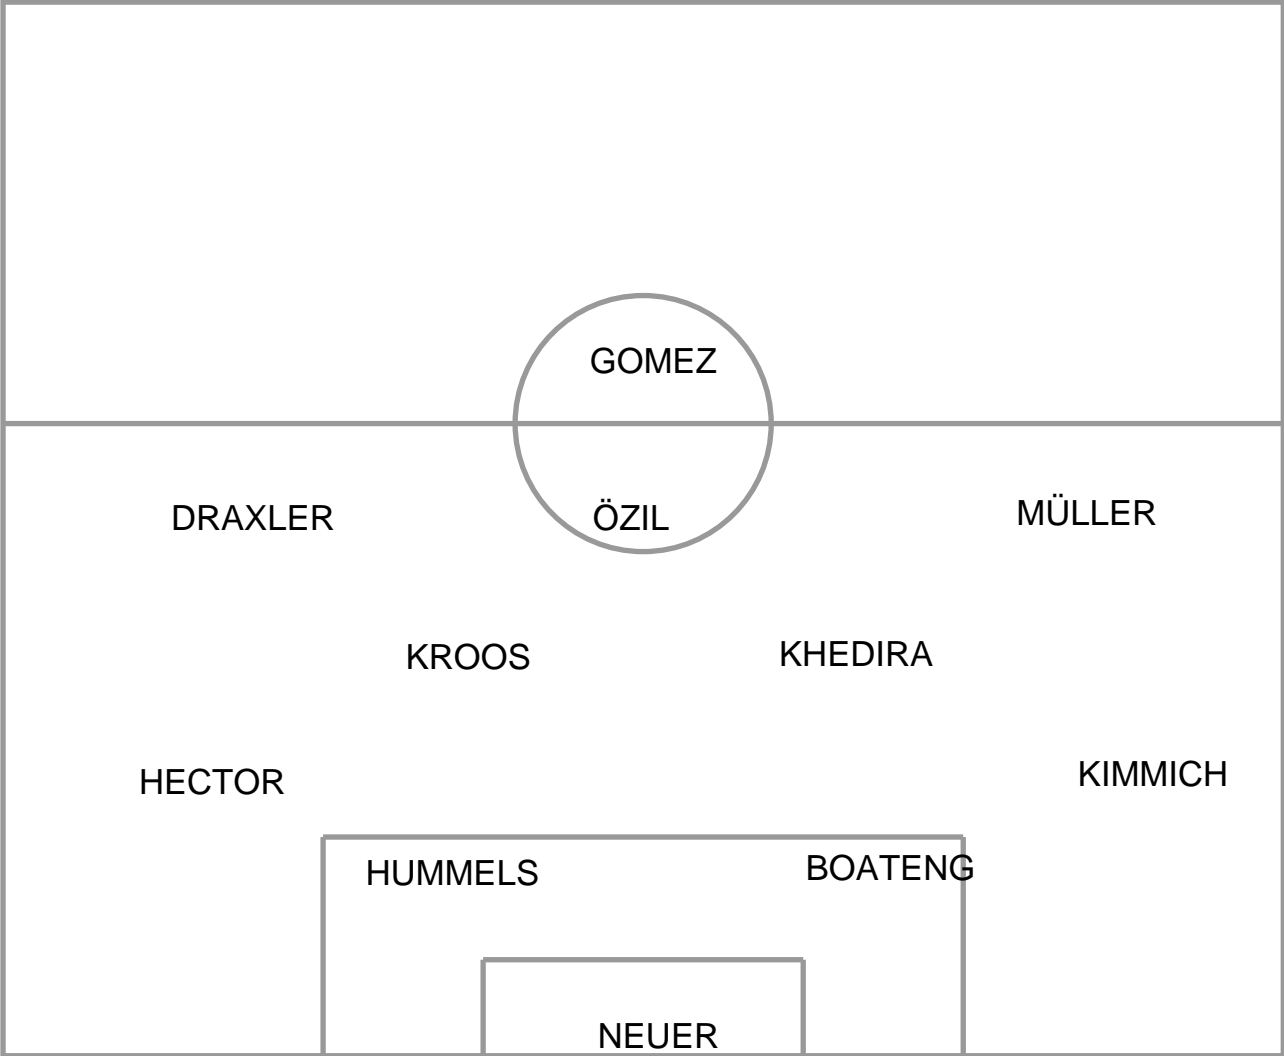 GOMEZ
DRAXLER
ÖZIL
MÜLLER
KROOS
KHEDIRA
HECTOR
KIMMICH
HUMMELS
BOATENG
NEUER